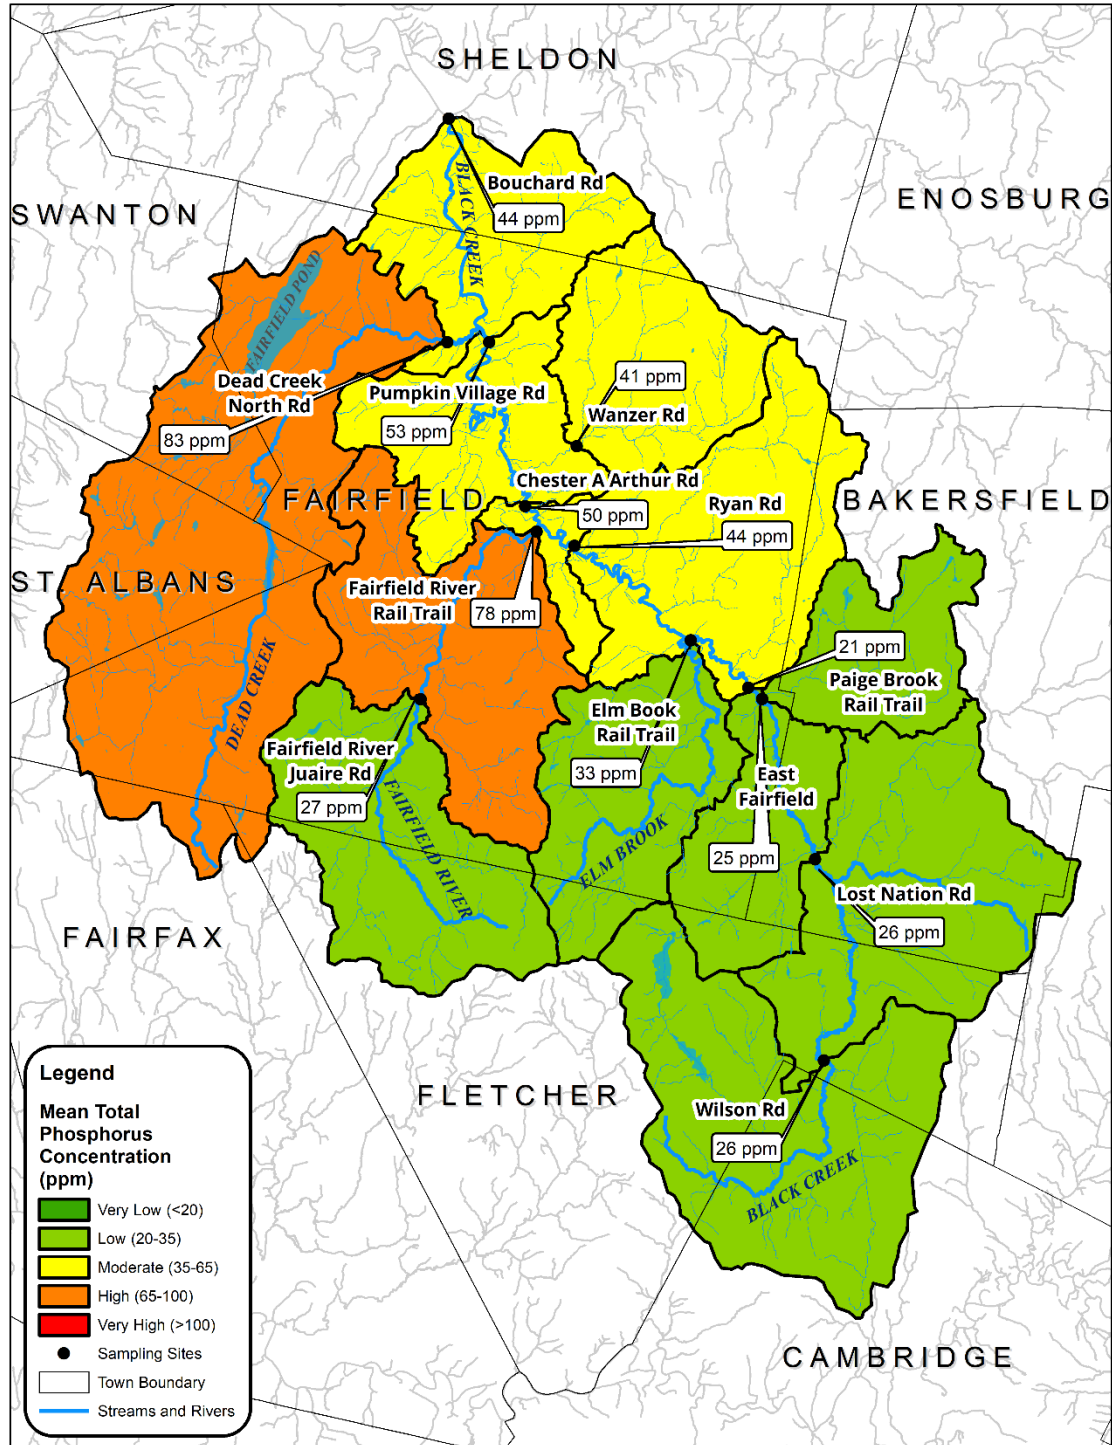 SHELDON
ENOSBURG
SWANTON
Bouchard Rd
44 ppm
BLACK CREEK
FAIRFIELD POND
Dead Creek
North Rd
83 ppm
Pumpkin Village Rd
53 ppm
41 ppm
Wanzer Rd
Chester A Arthur Rd
50 ppm
FAIRFIELD
Ryan Rd
44 ppm
BAKERSFIELD
ST. ALBANS
Fairfield River
Rail Trail
78 ppm
21 ppm
Paige Brook
Rail Trail
DEAD CREEK
Elm Book
Rail Trail
33 ppm
Fairfield River
Juaire Rd
27 ppm
FAIRFIELD RIVER
East
Fairfield
25 ppm
ELM BROOK
Lost Nation Rd
26 ppm
FAIRFAX
FLETCHER
Wilson Rd
26 ppm
BLACK CREEK
CAMBRIDGE
Legend
Mean Total
Phosphorus
Concentration
(ppm)
Very Low (<20)
Low (20-35)
Moderate (35-65)
High (65-100)
Very High (>100)
Sampling Sites
Town Boundary
Streams and Rivers